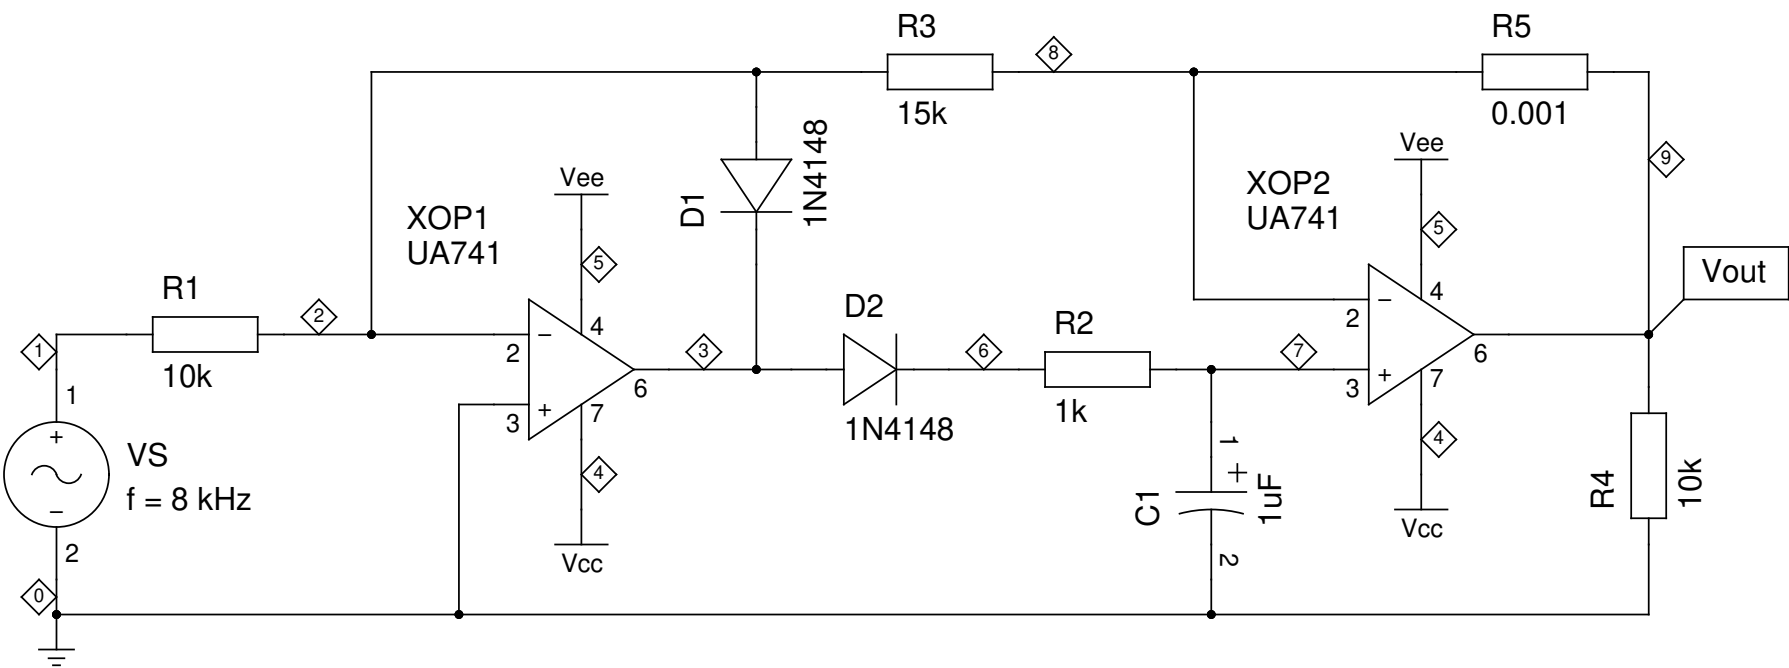 R3
15k
8
R5
0.001
9
Vee
5
XOP1
UA741
D1
1N4148
XOP2
UA741
Vee
5
Vout
R1
10k
2
1
1
VS
f = 8 kHz
+
−
2
0
−
2
4
+
3
7
6
4
Vcc
3
D2
1N4148
6
R2
1k
7
1
+
C1
1uF
2
−
2
4
+
3
7
6
4
Vcc
R4
10k